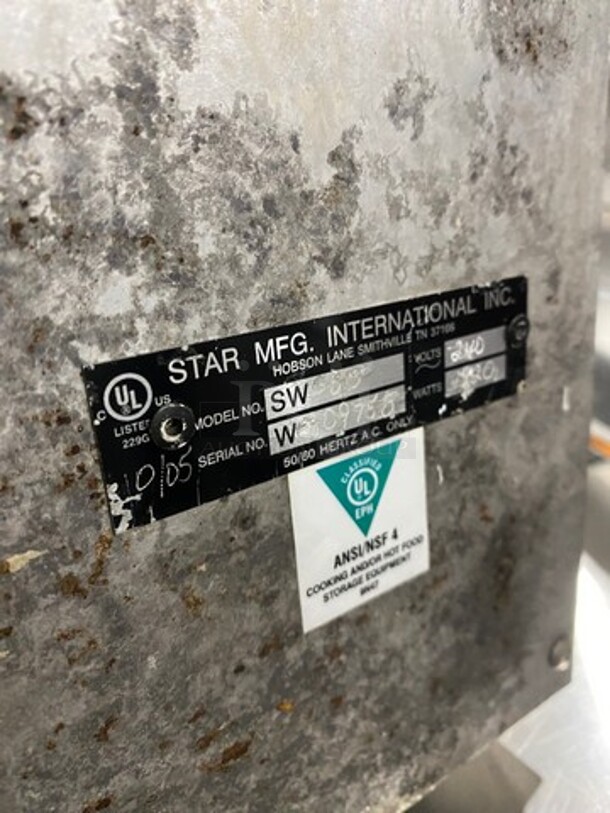 STAR MFG. INTERNATIONAL INC.
HOBSON LANE SMITHVILLE TN 37166
C UL US
LISTED
229G
MODEL NO. SW
VOLTS 240
SERIAL NO. W
WATTS
50/60 HERTZ A.C. ONLY
10 05
CLASSIFIED
UL
EPH
ANSI/NSF 4
COOKING AND/OR HOT FOOD
STORAGE EQUIPMENT